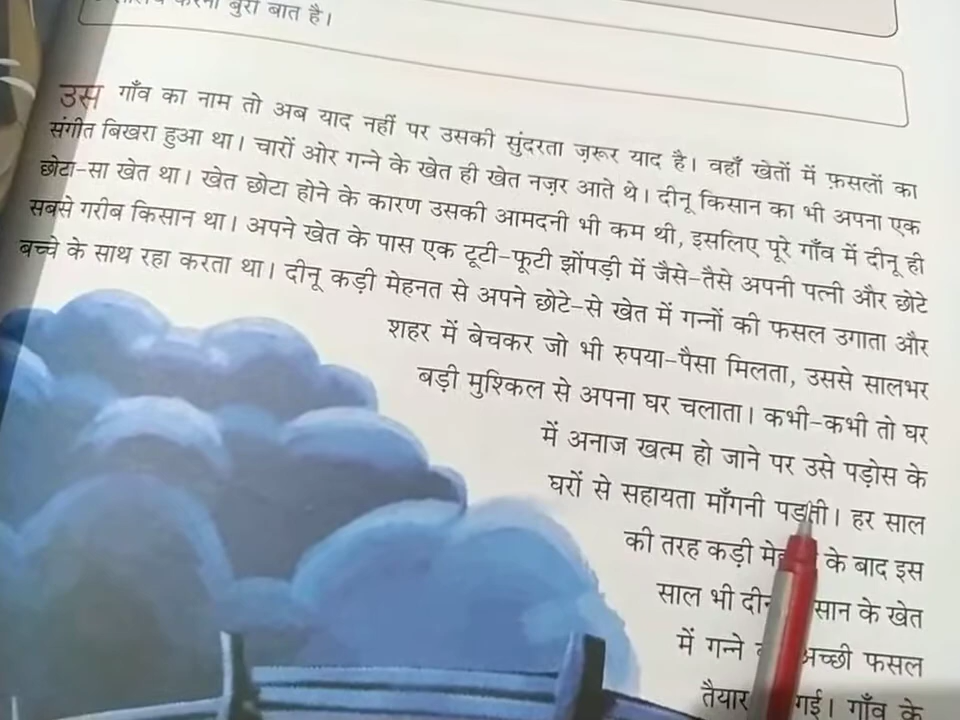 करना बुरी बात है।
उस गाँव का नाम तो अब याद नहीं पर उसकी सुंदरता ज़रूर याद है। वहाँ खेतों में फ़सलों का
संगीत बिखरा हुआ था। चारों ओर गन्ने के खेत ही खेत नज़र आते थे। दीनू किसान का भी अपना एक
छोटा-सा खेत था। खेत छोटा होने के कारण उसकी आमदनी भी कम थी, इसलिए पूरे गाँव में दीनू ही
सबसे गरीब किसान था। अपने खेत के पास एक टूटी-फूटी झोंपड़ी में जैसे-तैसे अपनी पत्नी और छोटे
बच्चे के साथ रहा करता था। दीनू कड़ी मेहनत से अपने छोटे-से खेत में गन्नों की फसल उगाता और
शहर में बेचकर जो भी रुपया-पैसा मिलता, उससे सालभर
बड़ी मुश्किल से अपना घर चलाता। कभी-कभी तो घर
में अनाज खत्म हो जाने पर उसे पड़ोस के
घरों से सहायता माँगनी पड़ती। हर साल
की तरह कड़ी के बाद इस
साल भी के खेत
में गन्ने अच्छी फसल
तैयार गई। गाँव के